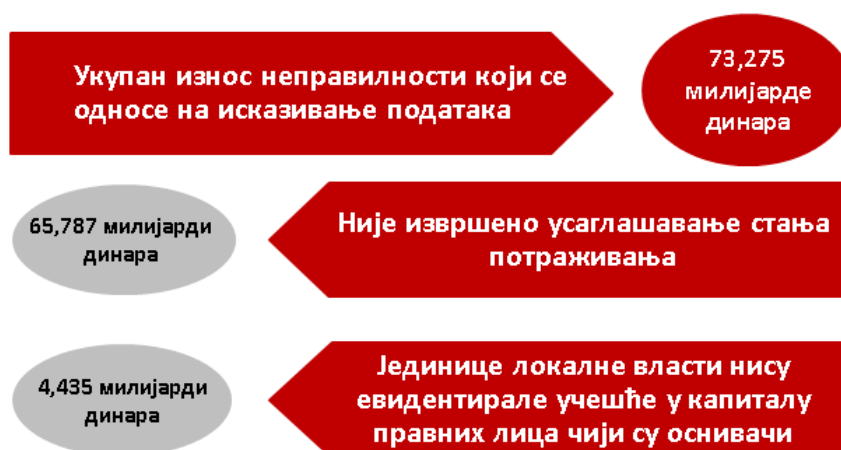 Укупан износ неправилности који се
односе на исказивање података
73,275
милијарде
динара
65,787 милијарди
динара
Није извршено усаглашавање стања
потраживања
4,435 милијарди
динара
Јединице локалне власти нису
евидентирале учешће у капиталу
правних лица чији су оснивачи